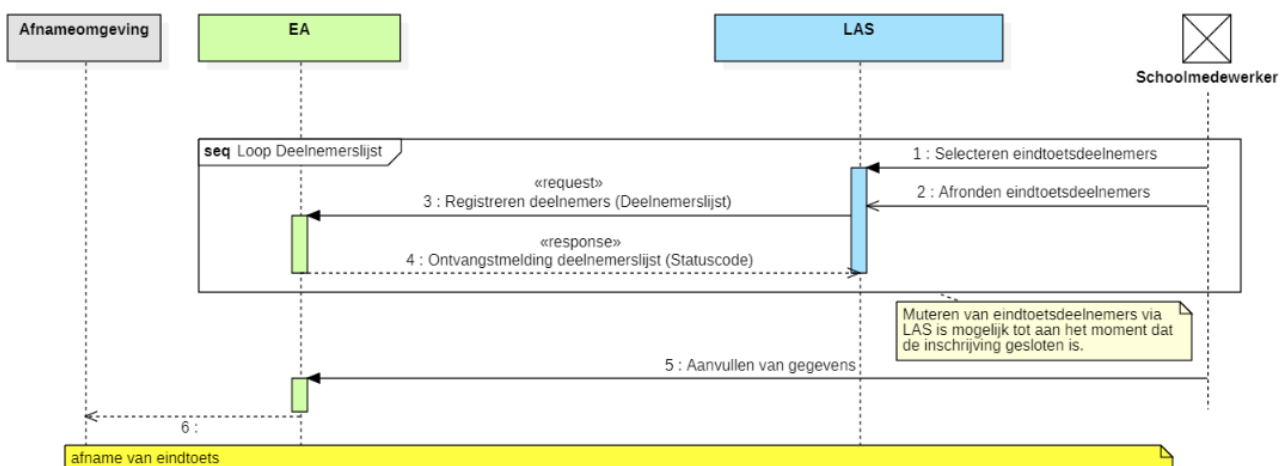 Afnameomgeving
EA
LAS
Schoolmedewerker
seq Loop Deelnemerslijst
1 : Selecteren eindtoetsdeelnemers
«request»
2 : Afronden eindtoetsdeelnemers
3 : Registreren deelnemers (Deelnemerslijst)
«response»
4 : Ontvangstmelding deelnemerslijst (Statuscode)
Muteren van eindtoetsdeelnemers via
LAS is mogelijk tot aan het moment dat
de inschrijving gesloten is.
5 : Aanvullen van gegevens
6 :
afname van eindtoets